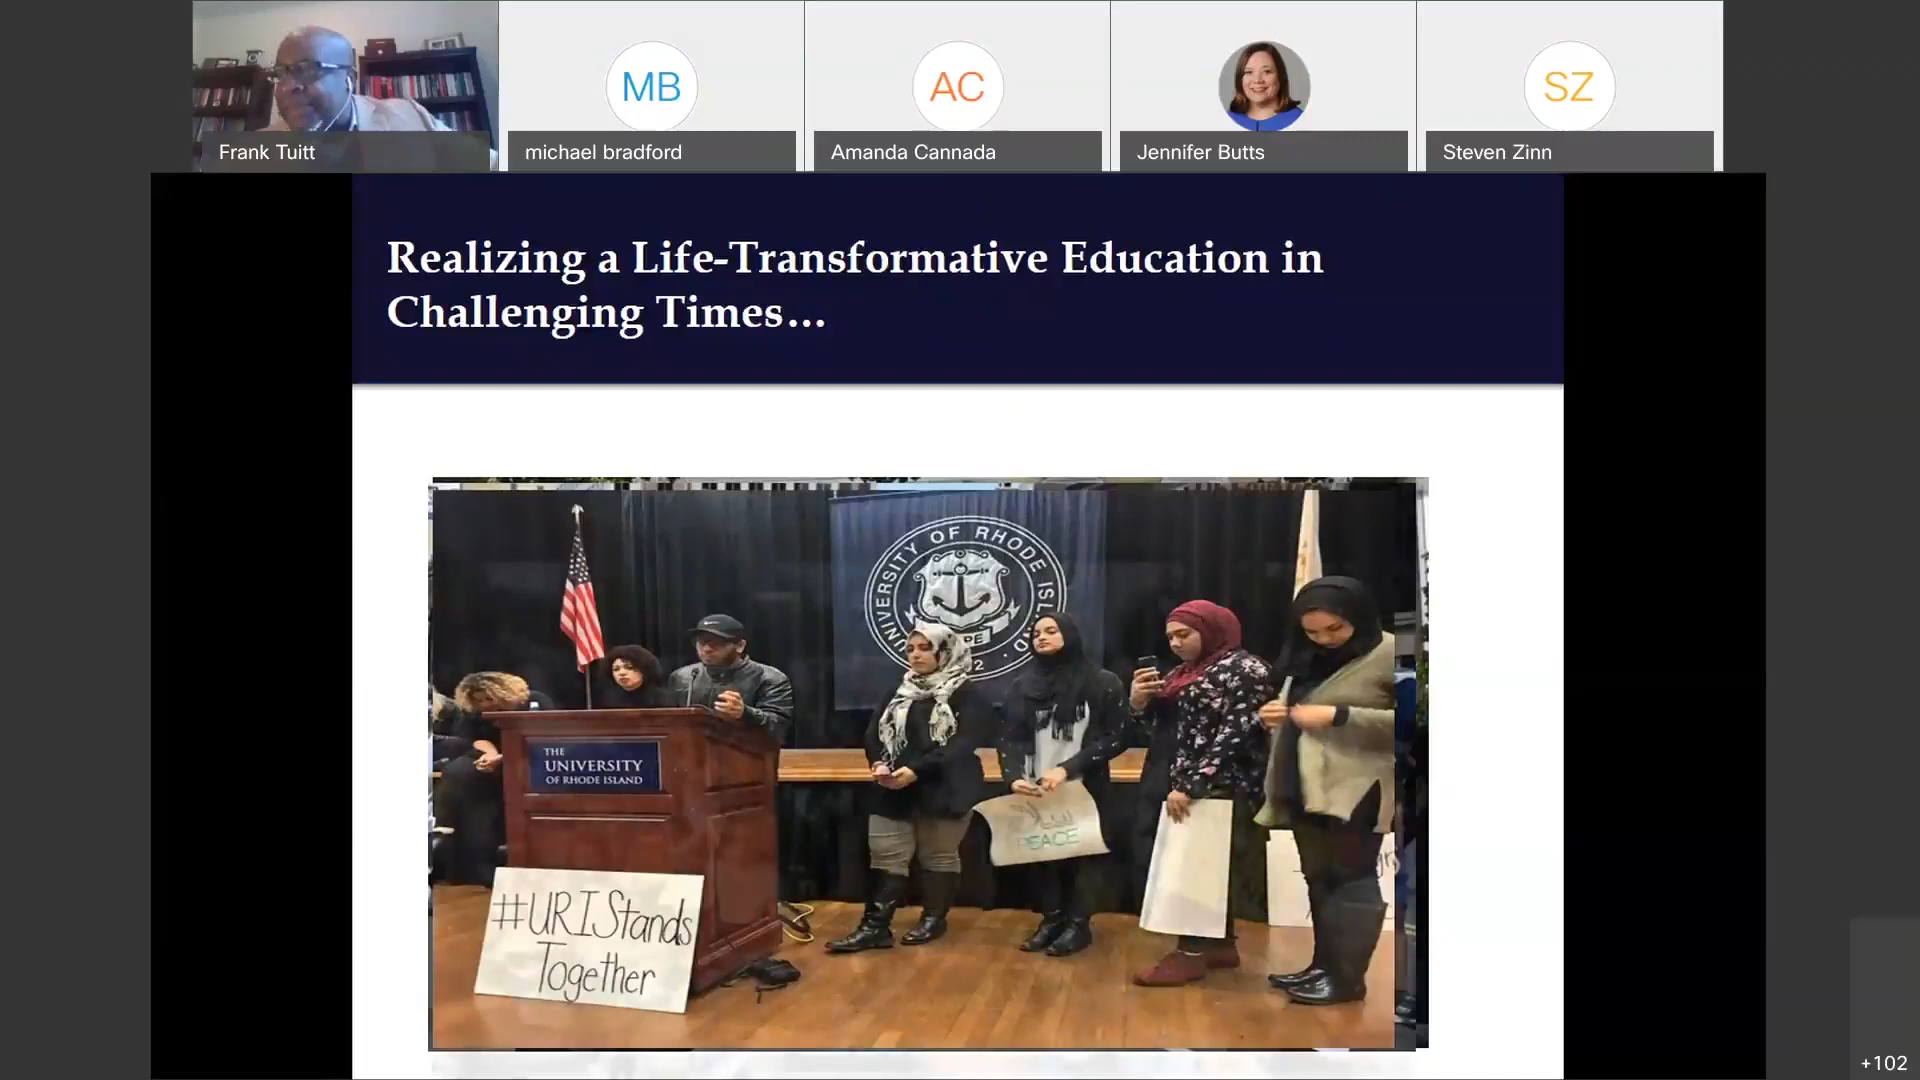 MB
AC
SZ
Frank Tuitt
michael bradford
Amanda Cannada
Jennifer Butts
Steven Zinn
Realizing a Life-Transformative Education in
Challenging Times...
UNIVERSITY OF RHODE ISLAND
THE
UNIVERSITY
OF RHODE ISLAND
PEACE
#URIStands
Together
+102